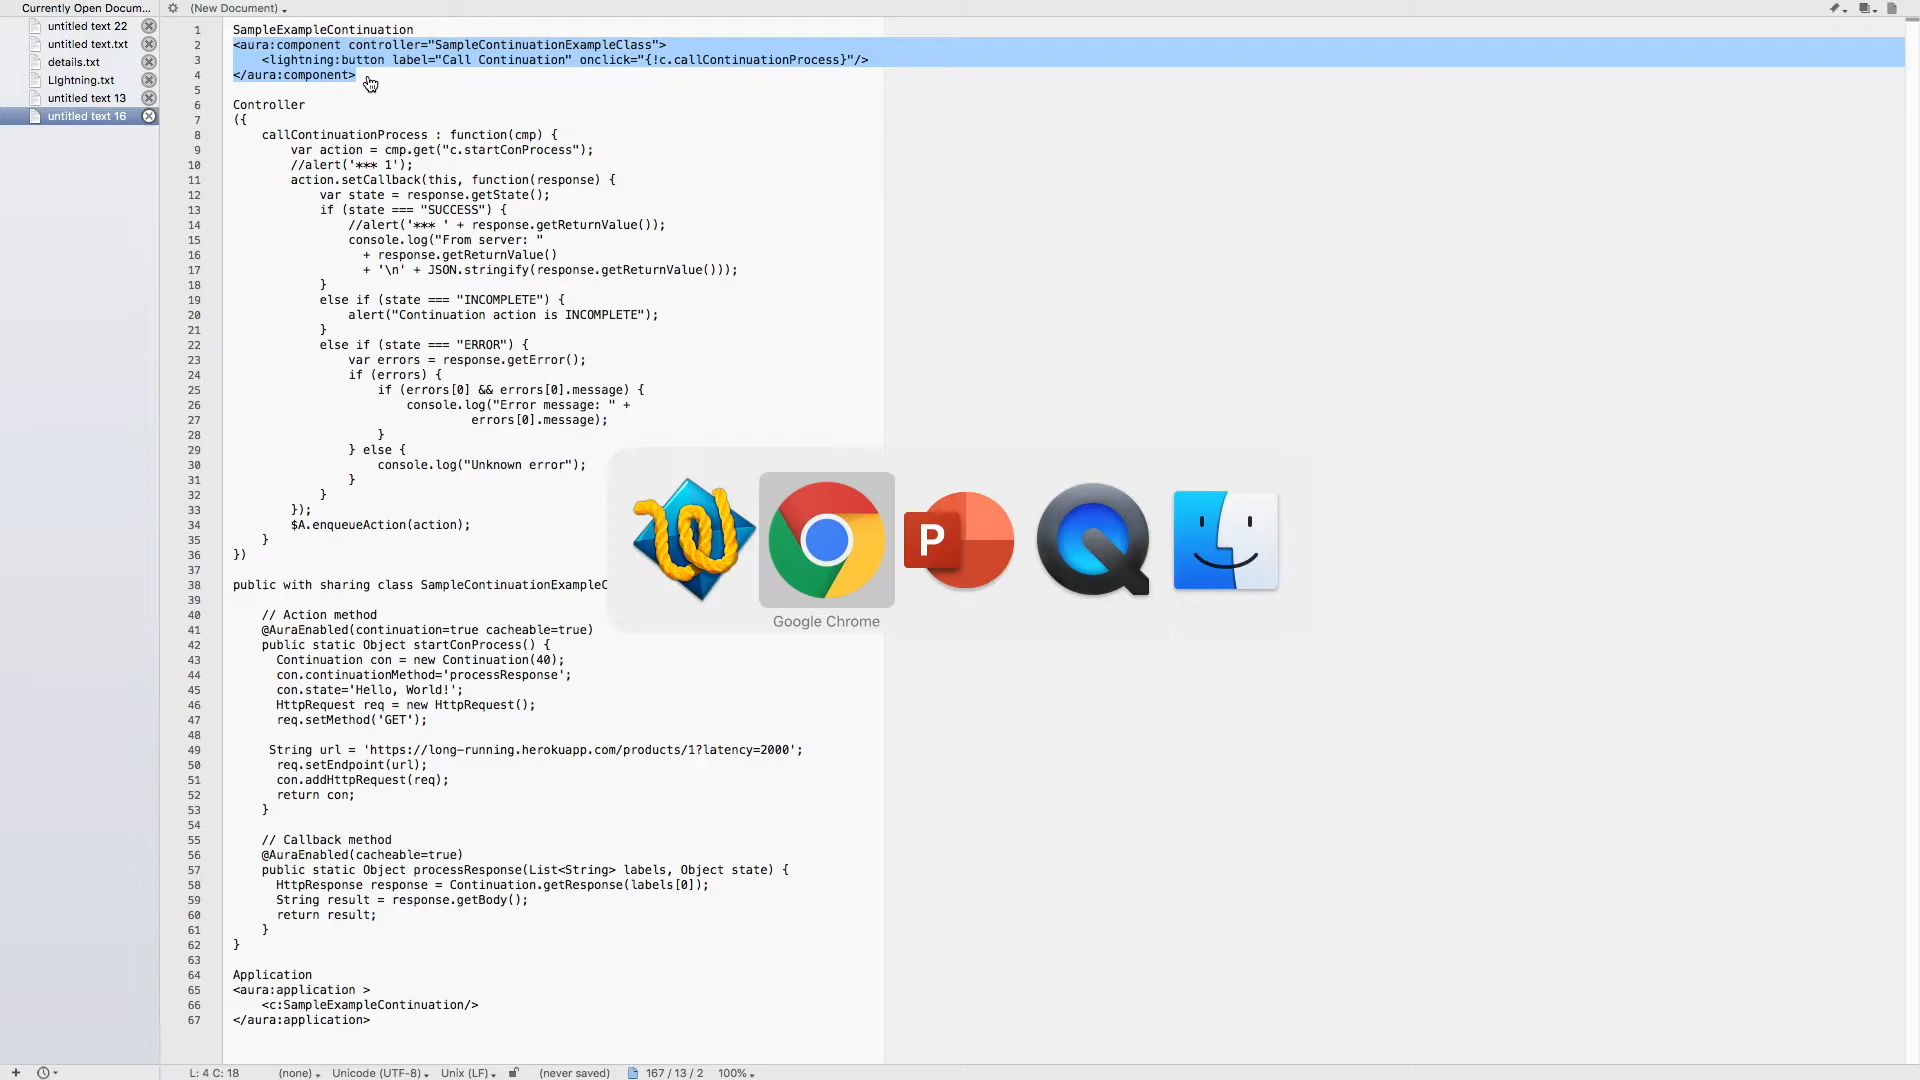 Currently Open Docum...
(New Document)
untitled text 22
untitled text.txt
details.txt
LIghtning.txt
untitled text 13
untitled text 16
1 SampleExampleContinuation
2 <aura:component controller="SampleContinuationExampleClass">
3 <lightning:button label="Call Continuation" onclick="{!c.callContinuationProcess}"/>
4 </aura:component>
5
6 Controller
7 ({
8 callContinuationProcess : function(cmp) {
9 var action = cmp.get("c.startConProcess");
10 //alert('*** 1');
11 action.setCallback(this, function(response) {
12 var state = response.getState();
13 if (state === "SUCCESS") {
14 //alert('*** ' + response.getReturnValue());
15 console.log("From server: "
16 + response.getReturnValue()
17 + '\n' + JSON.stringify(response.getReturnValue()));
18 }
19 else if (state === "INCOMPLETE") {
20 alert("Continuation action is INCOMPLETE");
21 }
22 else if (state === "ERROR") {
23 var errors = response.getError();
24 if (errors) {
25 if (errors[0] && errors[0].message) {
26 console.log("Error message: " +
27 errors[0].message);
28 }
29 } else {
30 console.log("Unknown error");
31 }
32 }
33 });
34 $A.enqueueAction(action);
35 }
36 })
37
38 public with sharing class SampleContinuationExampleC
39
40 // Action method
41 @AuraEnabled(continuation=true cacheable=true)
42 public static Object startConProcess() {
43 Continuation con = new Continuation(40);
44 con.continuationMethod='processResponse';
45 con.state='Hello, World!';
46 HttpRequest req = new HttpRequest();
47 req.setMethod('GET');
48
49 String url = 'https://long-running.herokuapp.com/products/1?latency=2000';
50 req.setEndpoint(url);
51 con.addHttpRequest(req);
52 return con;
53 }
54
55 // Callback method
56 @AuraEnabled(cacheable=true)
57 public static Object processResponse(List<String> labels, Object state) {
58 HttpResponse response = Continuation.getResponse(labels[0]);
59 String result = response.getBody();
60 return result;
61 }
62 }
63
64 Application
65 <aura:application >
66 <c:SampleExampleContinuation/>
67 </aura:application>
P
Google Chrome
L: 4 C: 18 (none) Unicode (UTF-8) Unix (LF) (never saved) 167 / 13 / 2 100%